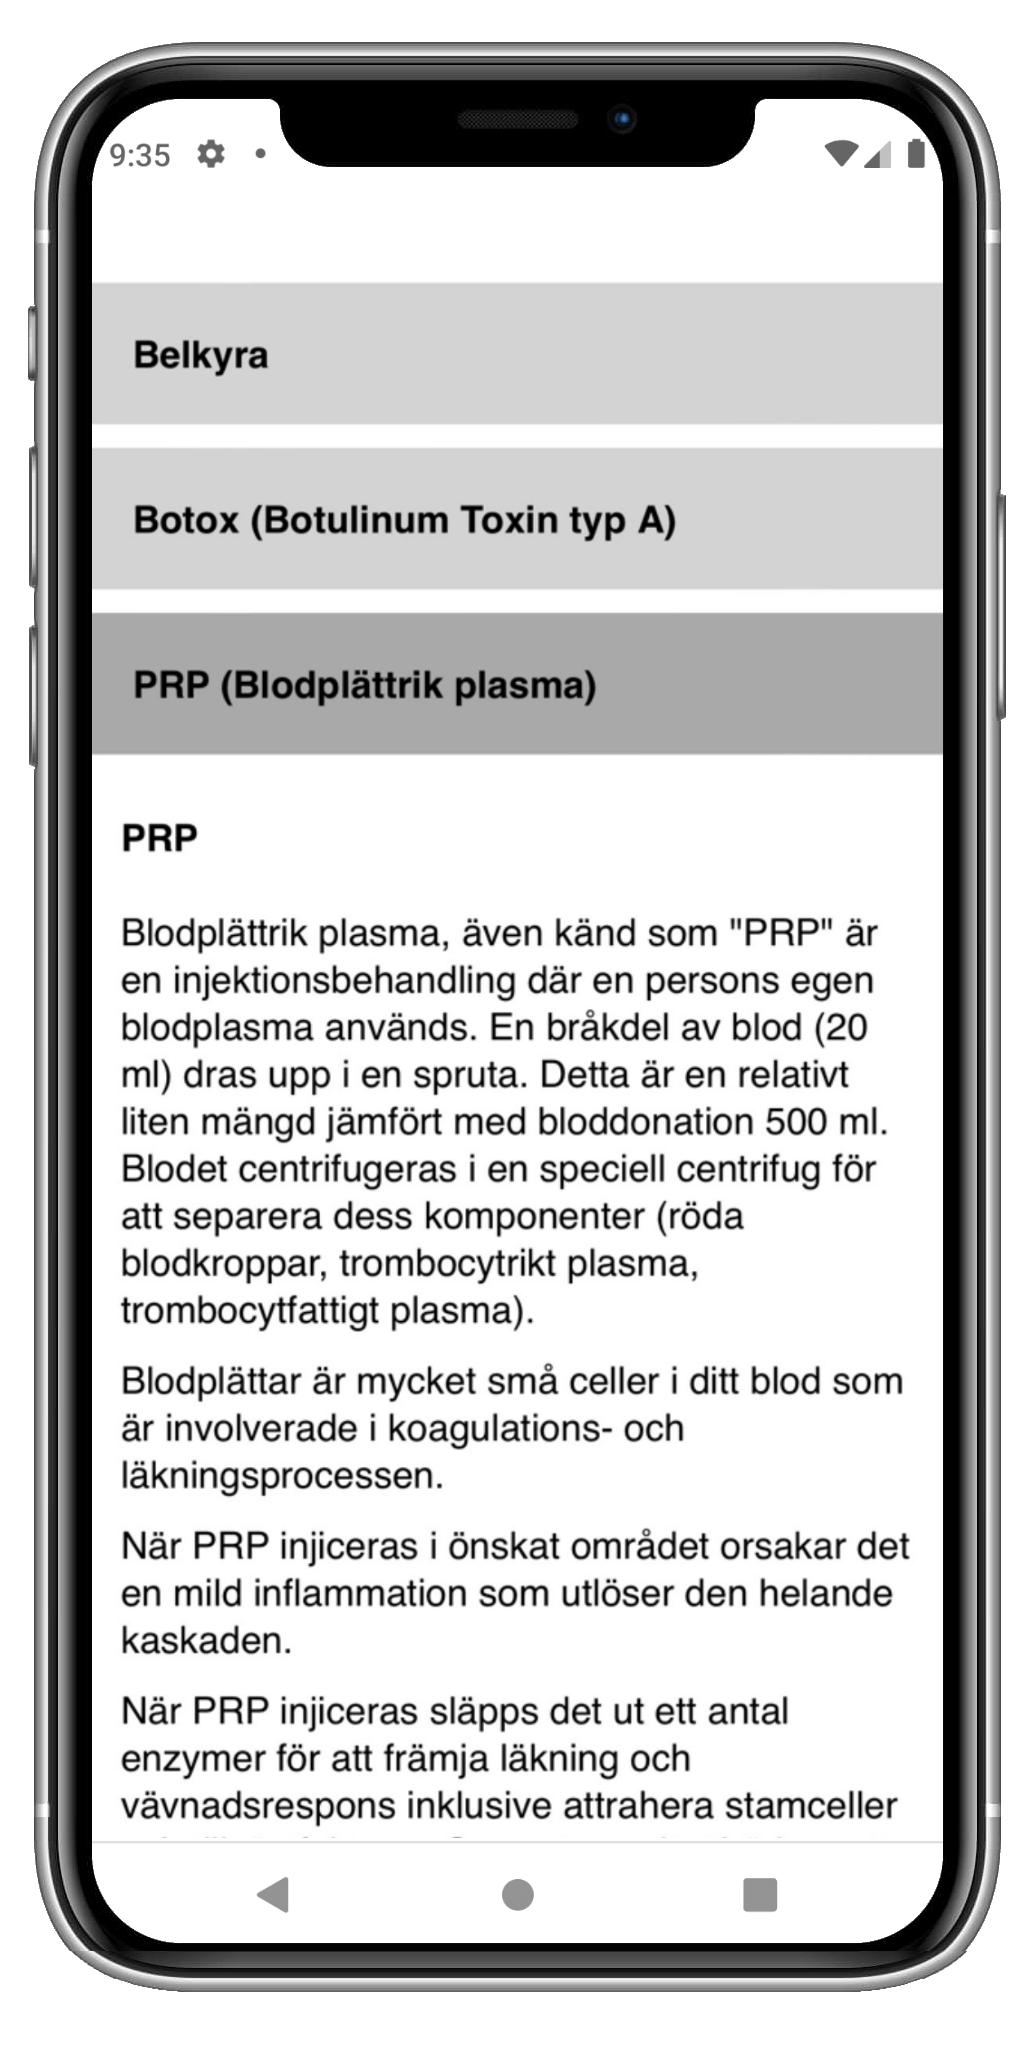 9:35
Belkyra
Botox (Botulinum Toxin typ A)
PRP (Blodplättrik plasma)
PRP
Blodplättrik plasma, även känd som "PRP" är
en injektionsbehandling där en persons egen
blodplasma används. En bråkdel av blod (20
ml) dras upp i en spruta. Detta är en relativt
liten mängd jämfört med bloddonation 500 ml.
Blodet centrifugeras i en speciell centrifug för
att separera dess komponenter (röda
blodkroppar, trombocytrikt plasma,
trombocytfattigt plasma).
Blodplättar är mycket små celler i ditt blod som
är involverade i koagulations- och
läkningsprocessen.
När PRP injiceras i önskat området orsakar det
en mild inflammation som utlöser den helande
kaskaden.
När PRP injiceras släpps det ut ett antal
enzymer för att främja läkning och
vävnadsrespons inklusive attrahera stamceller